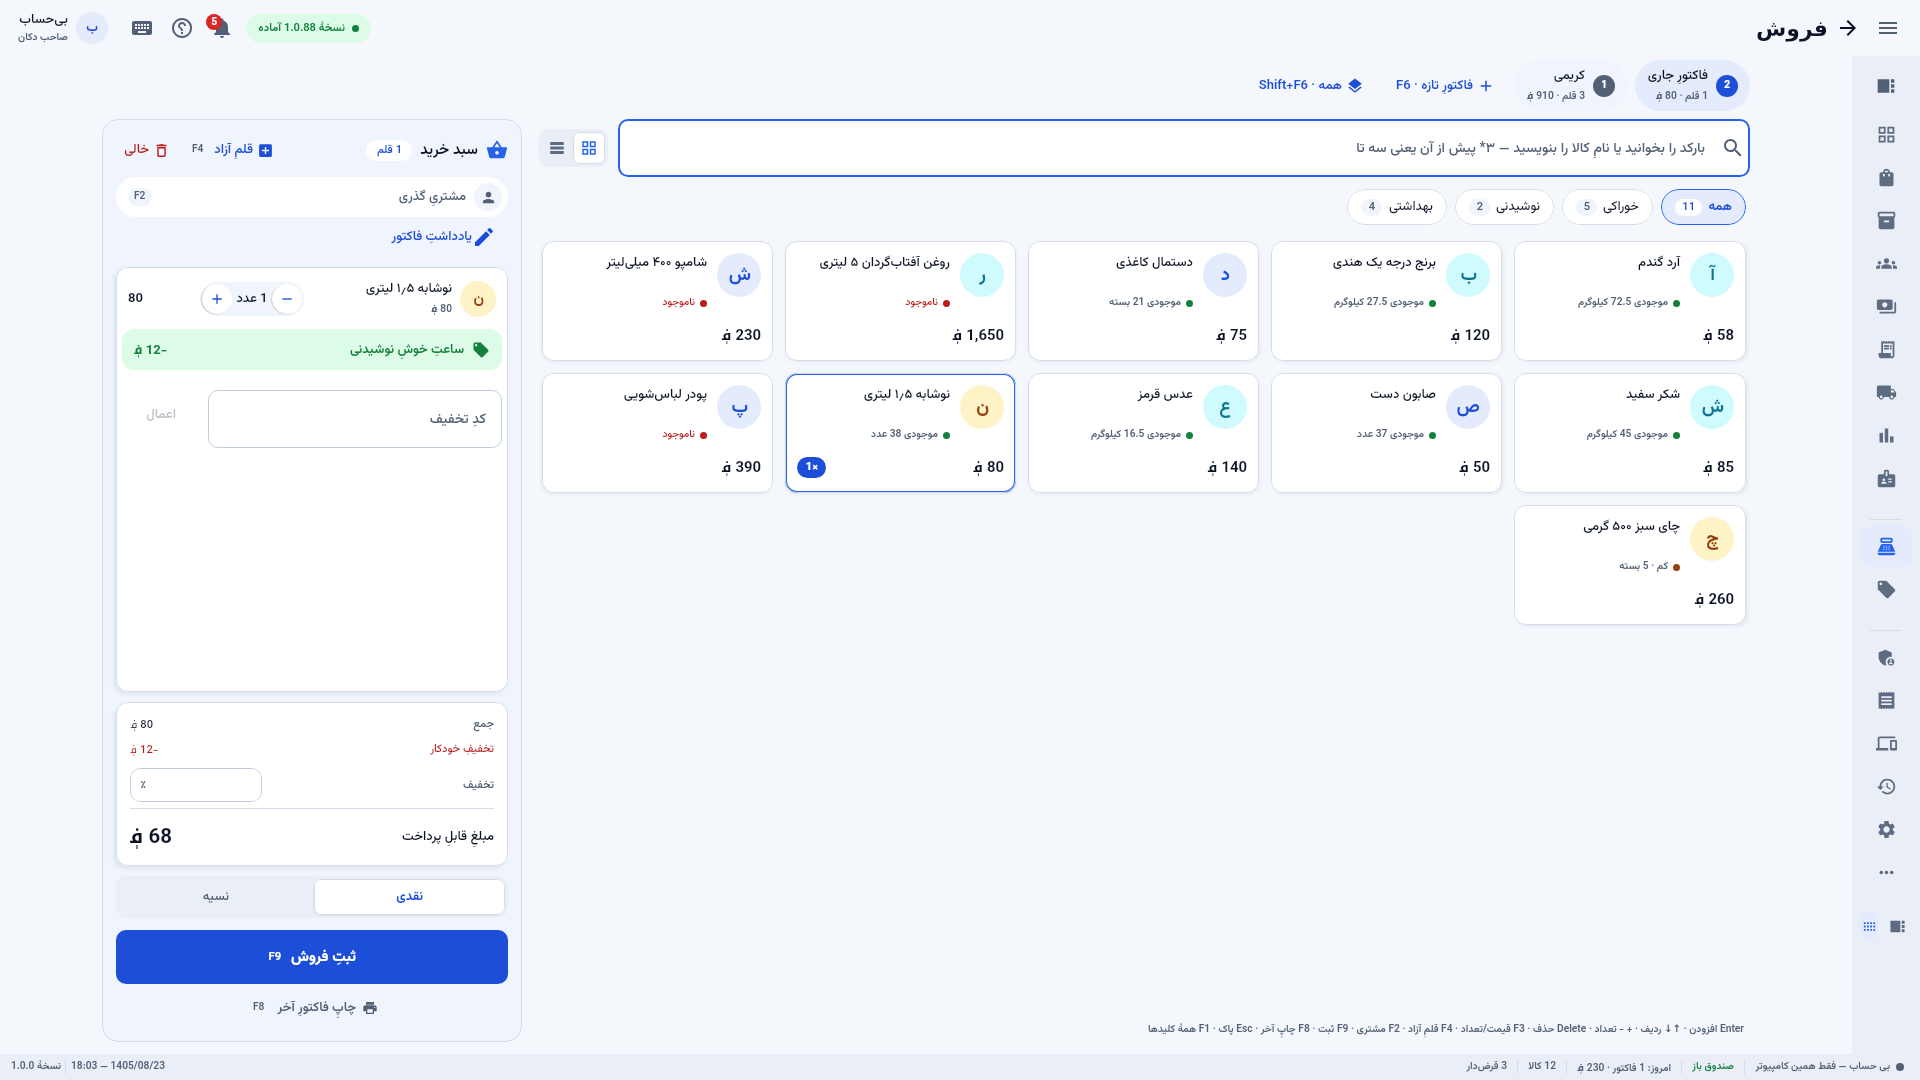 فروش
نسخهٔ 1.0.88 آماده
5
ب
بی‌حساب
صاحب دکان
2
فاکتورِ جاری
1 قلم · 80 ؋
1
کریمی
3 قلم · 910 ؋
فاکتورِ تازه · F6
همه · Shift+F6
بارکد را بخوانید یا نامِ کالا را بنویسید — ۳* پیش از آن یعنی سه تا
همه 11
خوراکی 5
نوشیدنی 2
بهداشتی 4
آ
آرد گندم
موجودی 72.5 کیلوگرم
58 ؋
ب
برنج درجه یک هندی
موجودی 27.5 کیلوگرم
120 ؋
د
دستمال کاغذی
موجودی 21 بسته
75 ؋
ر
روغن آفتاب‌گردان ۵ لیتری
ناموجود
1,650 ؋
ش
شامپو ۴۰۰ میلی‌لیتر
ناموجود
230 ؋
ش
شکر سفید
موجودی 45 کیلوگرم
85 ؋
ص
صابون دست
موجودی 37 عدد
50 ؋
ع
عدس قرمز
موجودی 16.5 کیلوگرم
140 ؋
ن
نوشابه ۱٫۵ لیتری
موجودی 38 عدد
80 ؋
1×
پ
پودر لباس‌شویی
ناموجود
390 ؋
چ
چای سبز ۵۰۰ گرمی
کم · 5 بسته
260 ؋
سبد خرید
1 قلم
قلمِ آزاد F4
خالی
مشتریِ گذری
F2
یادداشتِ فاکتور
ن
نوشابه ۱٫۵ لیتری
80 ؋
− 1 عدد +
80
ساعتِ خوشِ نوشیدنی
-12 ؋
کدِ تخفیف
اعمال
جمع
80 ؋
تخفیفِ خودکار
-12 ؋
تخفیف
٪
مبلغِ قابلِ پرداخت
68 ؋
نقدی
نسیه
ثبتِ فروش F9
چاپِ فاکتورِ آخر F8
Enter افزودن · ↑↓ ردیف · + − تعداد · Delete حذف · F3 قیمت/تعداد · F4 قلمِ آزاد · F2 مشتری · F9 ثبت · F8 چاپِ آخر · Esc پاک · F1 همهٔ کلیدها
بی حساب — فقط همین کامپیوتر
صندوق باز
امروز: 1 فاکتور · 230 ؋
12 کالا
3 قرض‌دار
1405/08/23 — 18:03
نسخهٔ 1.0.0